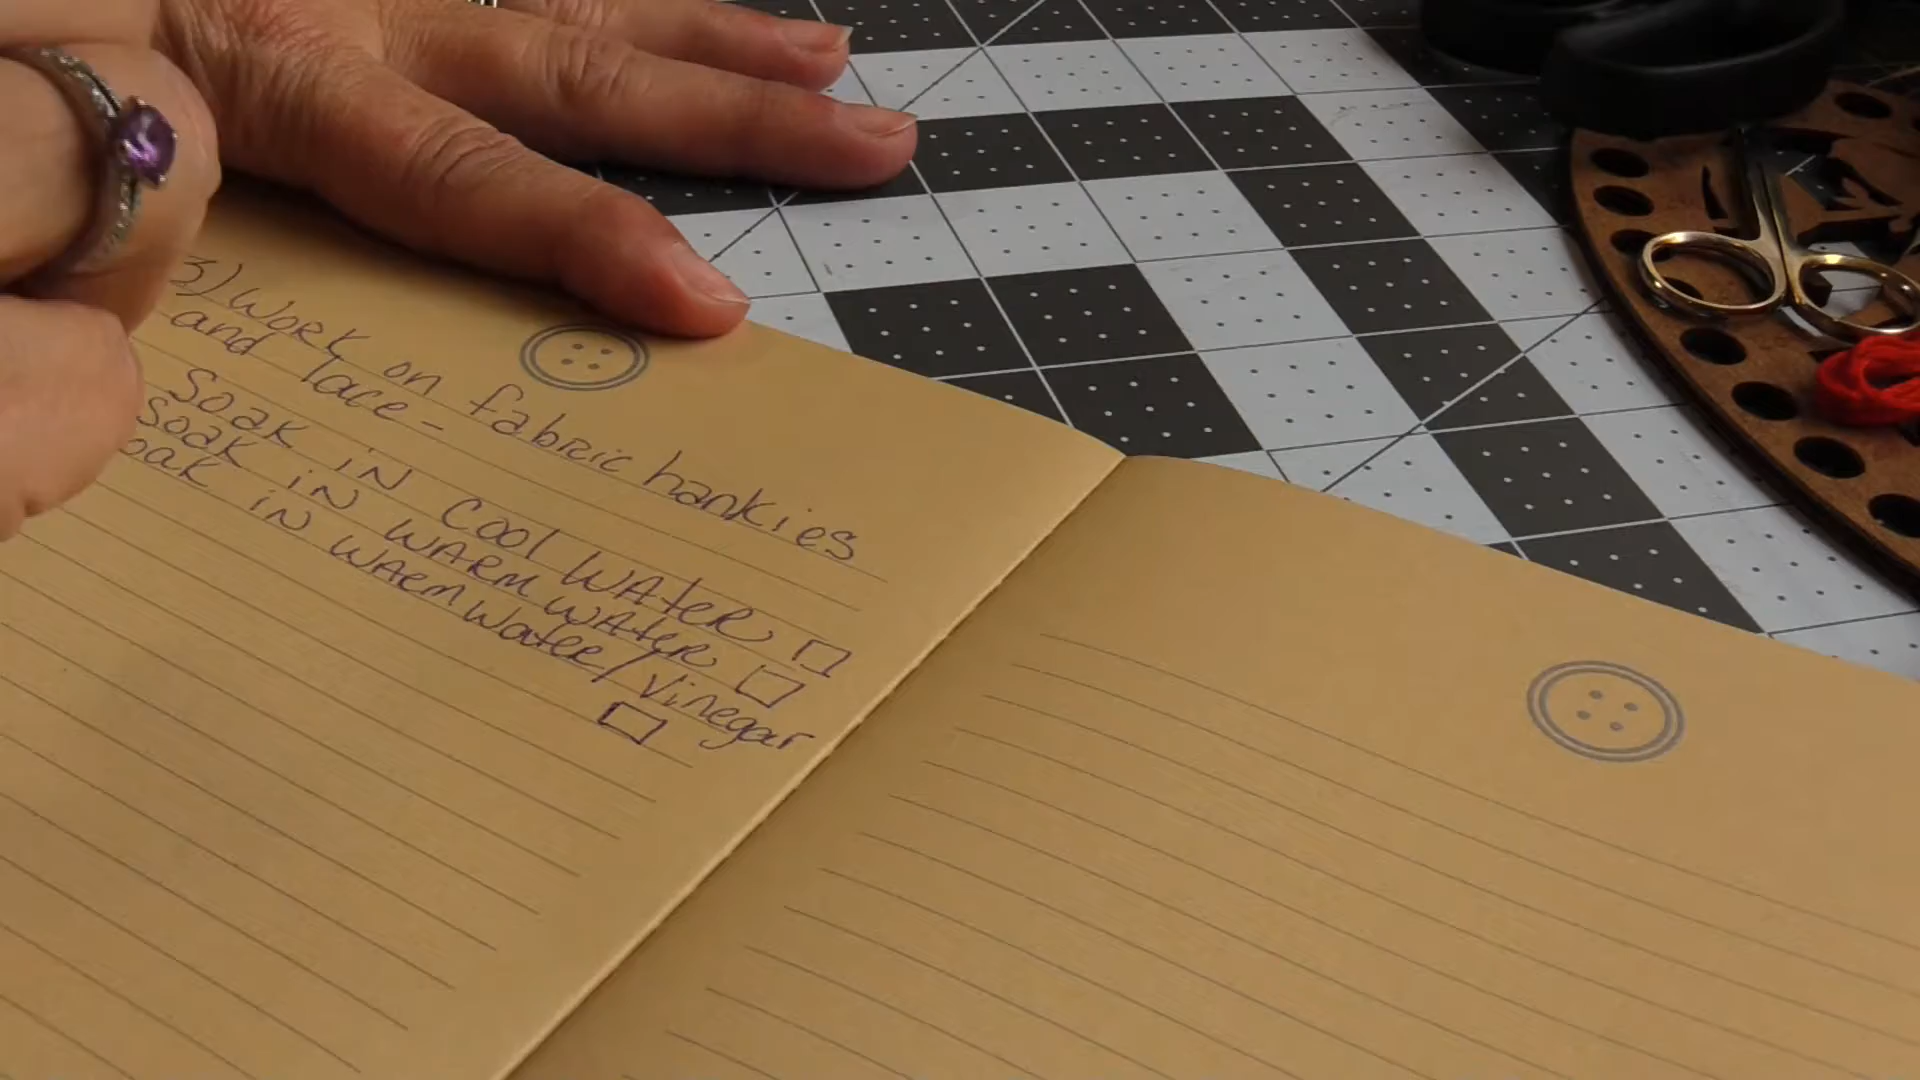 3) Work on fabric hankies
and lace -
Soak in cool water
Soak in warm water
oak in warm water/vinegar